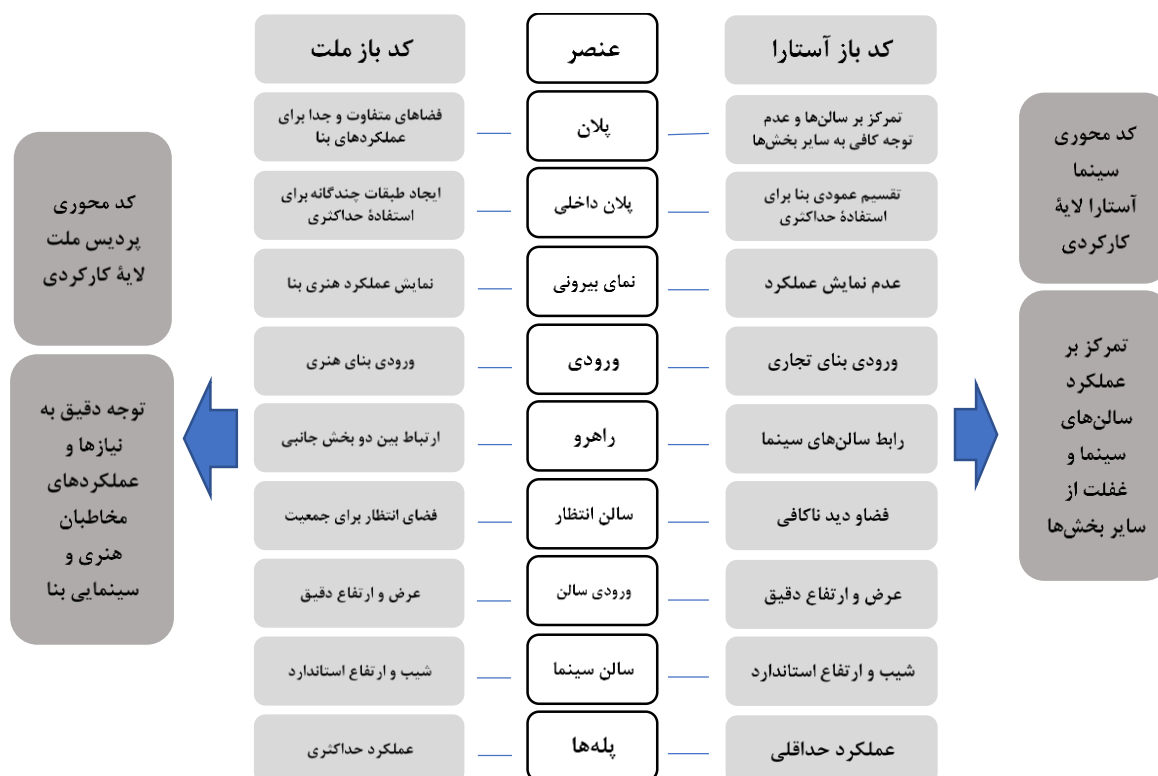 کد محوری
سینما
آستارا لایۀ
کارکردی
تمرکز بر
عملکرد
سالن‌های
سینما و
غفلت از
سایر بخش‌ها
کد باز آستارا
عنصر
کد باز ملت
تمرکز بر سالن‌ها و عدم
توجه کافی به سایر بخش‌ها
پلان
فضاهای متفاوت و جدا برای
عملکردهای بنا
تقسیم عمودی بنا برای
استفادۀ حداکثری
پلان داخلی
ایجاد طبقات چندگانه برای
استفادۀ حداکثری
عدم نمایش عملکرد
نمای بیرونی
نمایش عملکرد هنری بنا
ورودی بنای تجاری
ورودی
ورودی بنای هنری
رابط سالن‌های سینما
راهرو
ارتباط بین دو بخش جانبی
فضاو دید ناکافی
سالن انتظار
فضای انتظار برای جمعیت
عرض و ارتفاع دقیق
ورودی سالن
عرض و ارتفاع دقیق
شیب و ارتفاع استاندارد
سالن سینما
شیب و ارتفاع استاندارد
عملکرد حداقلی
پله‌ها
عملکرد حداکثری
کد محوری
پردیس ملت
لایۀ کارکردی
توجه دقیق به
نیازها و
عملکردهای
مخاطبان
هنری و
سینمایی بنا